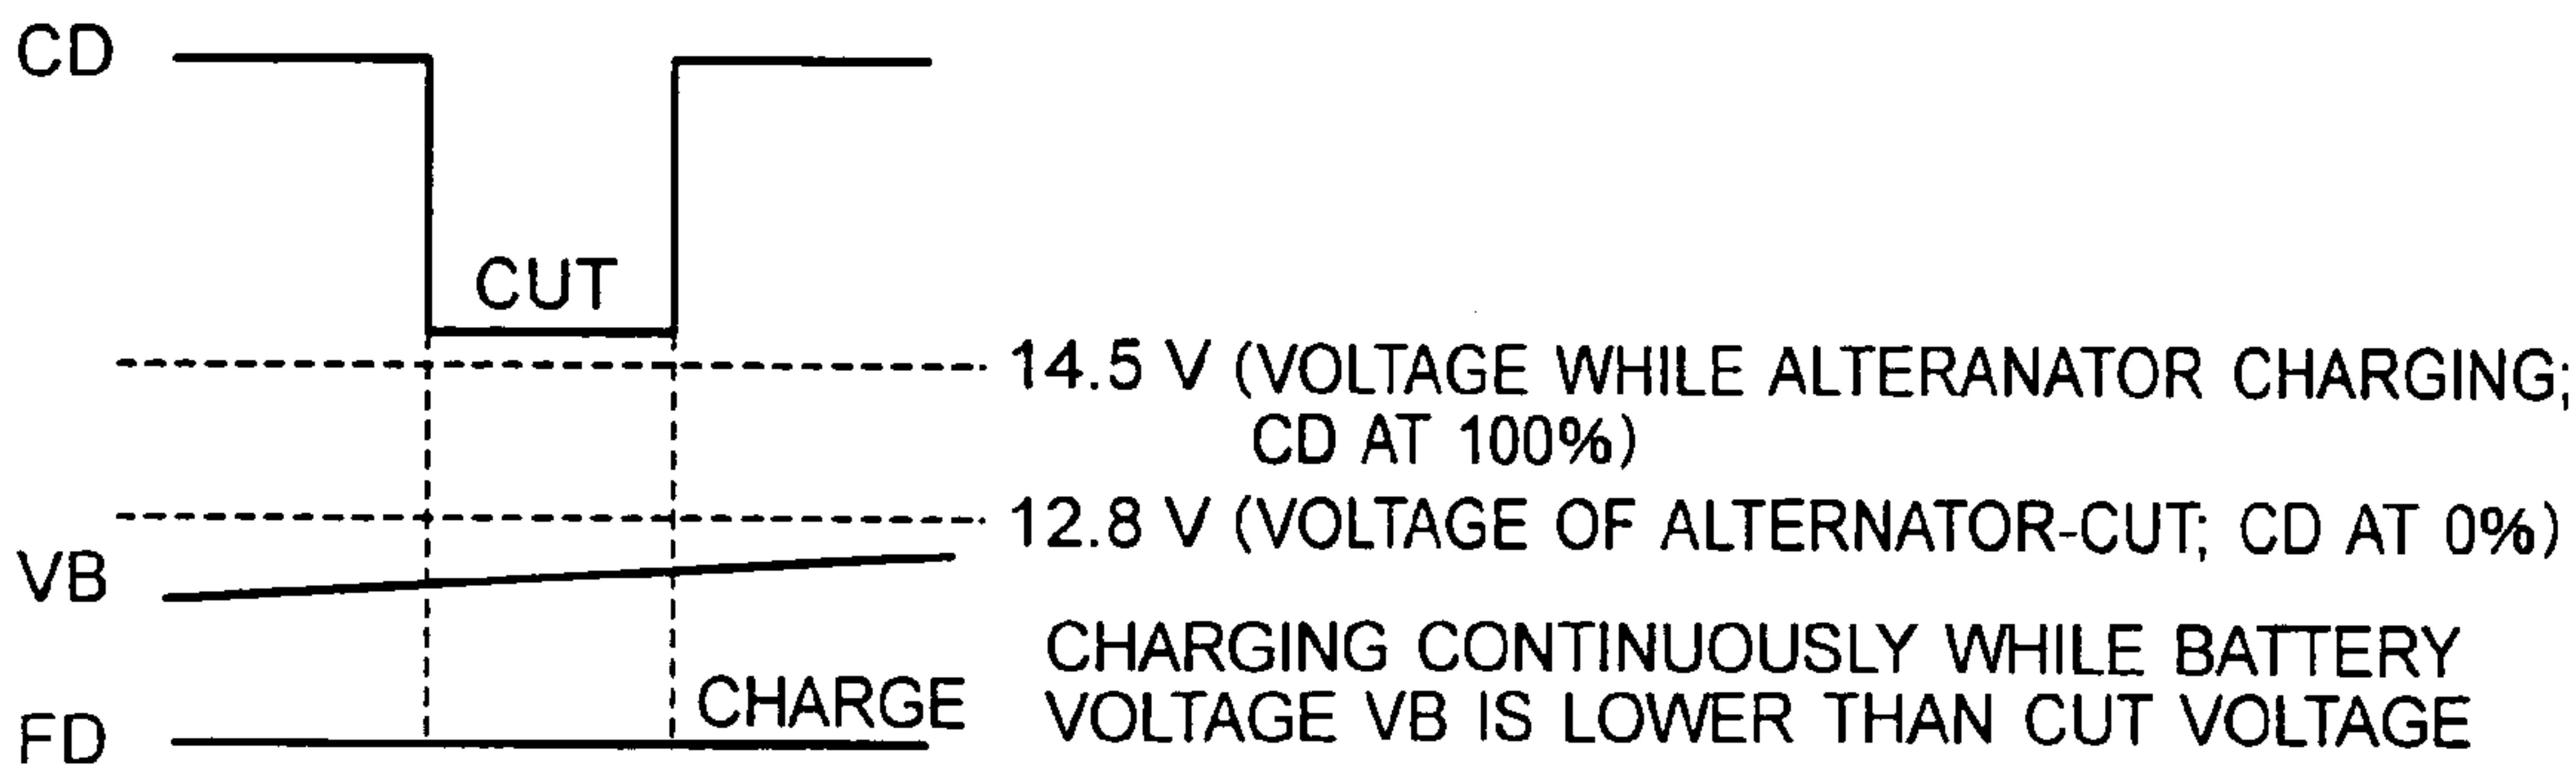 CD
CUT
14.5 V (VOLTAGE WHILE ALTERANATOR CHARGING;
CD AT 100%)
12.8 V (VOLTAGE OF ALTERNATOR-CUT; CD AT 0%)
VB
CHARGING CONTINUOUSLY WHILE BATTERY
CHARGE
VOLTAGE VB IS LOWER THAN CUT VOLTAGE
FD